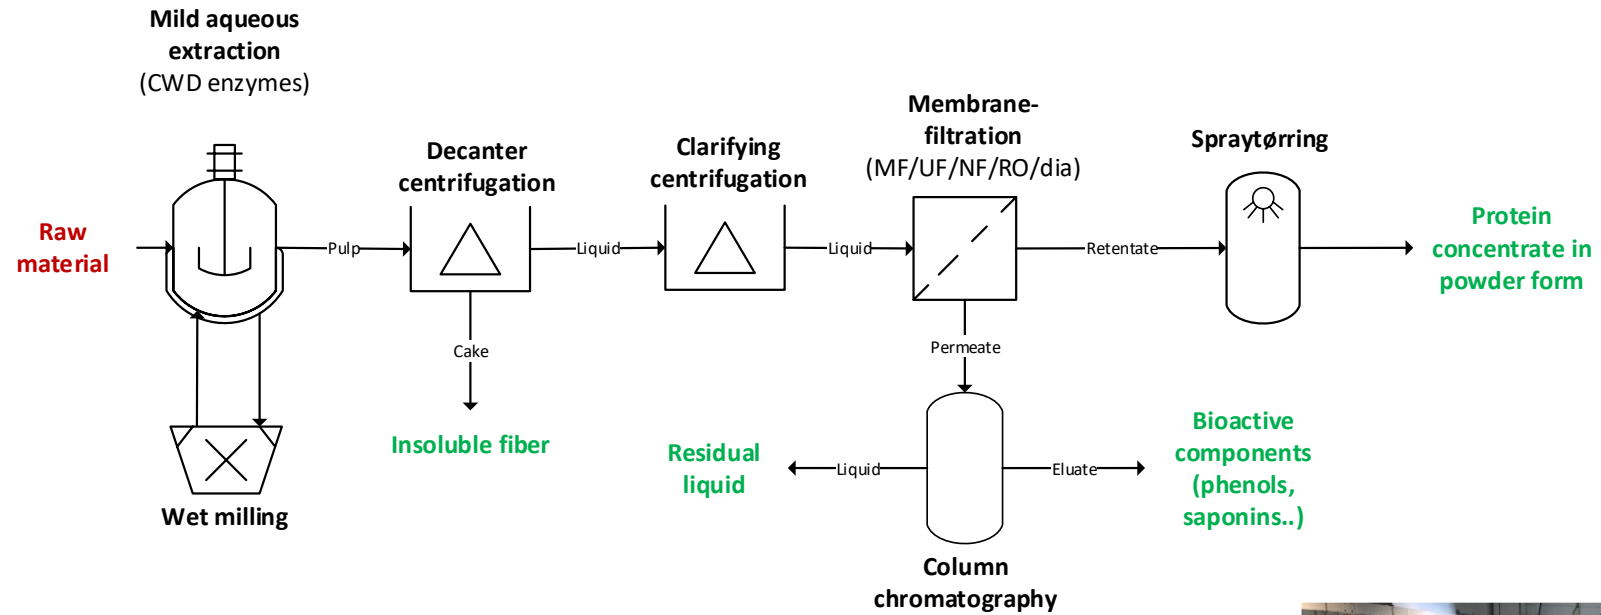 Mild aqueous
extraction
(CWD enzymes)
Decanter
centrifugation
Clarifying
centrifugation
Membrane-
filtration
(MF/UF/NF/RO/dia)
Spraytørring
Raw
material
Pulp
Liquid
Liquid
Retentate
Protein
concentrate in
powder form
Cake
Permeate
Insoluble fiber
Residual
liquid
Liquid
Eluate
Bioactive
components
(phenols,
saponins..)
Wet milling
Column
chromatography